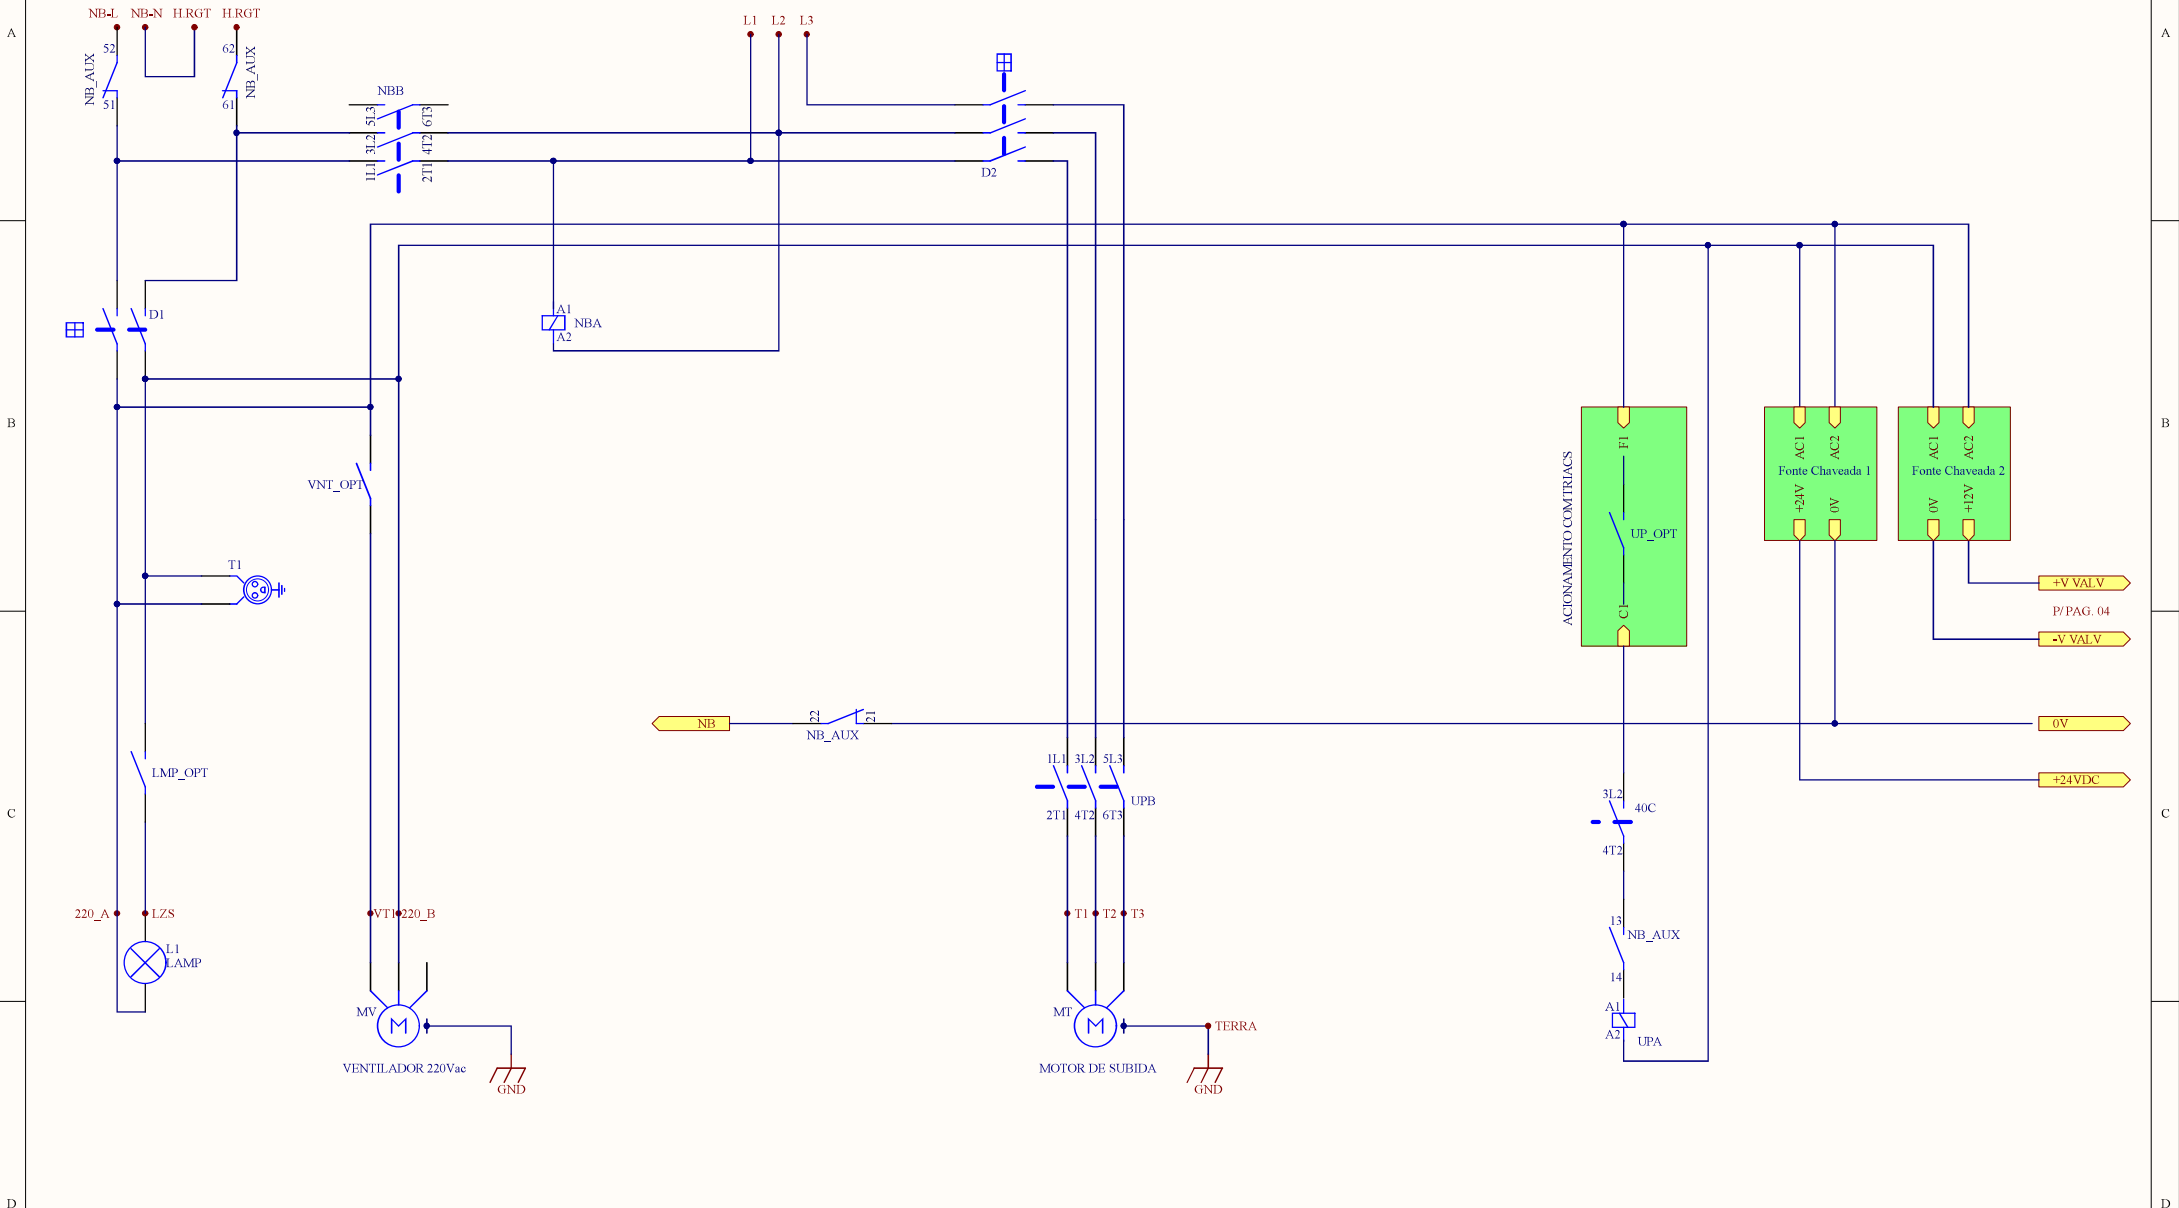 NB-L NB-N H.RGT H.RGT
L1 L2 L3
A A
52 62
NB_AUX NB_AUX
51 61
NBB
5L3 6T3
3L2 4T2
1L1 2T1
D2
D1
A1
NBA
A2
B B
F1
AC1 AC2
AC1 AC2
ACIONAMENTO COM TRIACS
Fonte Chaveada 1
Fonte Chaveada 2
+24V 0V
0V +12V
VNT_OPT
UP_OPT
T1
C1
+V VALV
P/ PAG. 04
-V VALV
NB
22 21
NB_AUX
0V
1L1 3L2 5L3
LMP_OPT
+24VDC
UPB
2T1 4T2 6T3
3L2 40C
4T2
C C
220_A LZS
VT1 220_B
T1 T2 T3
13
NB_AUX
14
L1
LAMP
MV M
MT M
TERRA
A1
A2
UPA
VENTILADOR 220Vac
MOTOR DE SUBIDA
GND
GND
D D